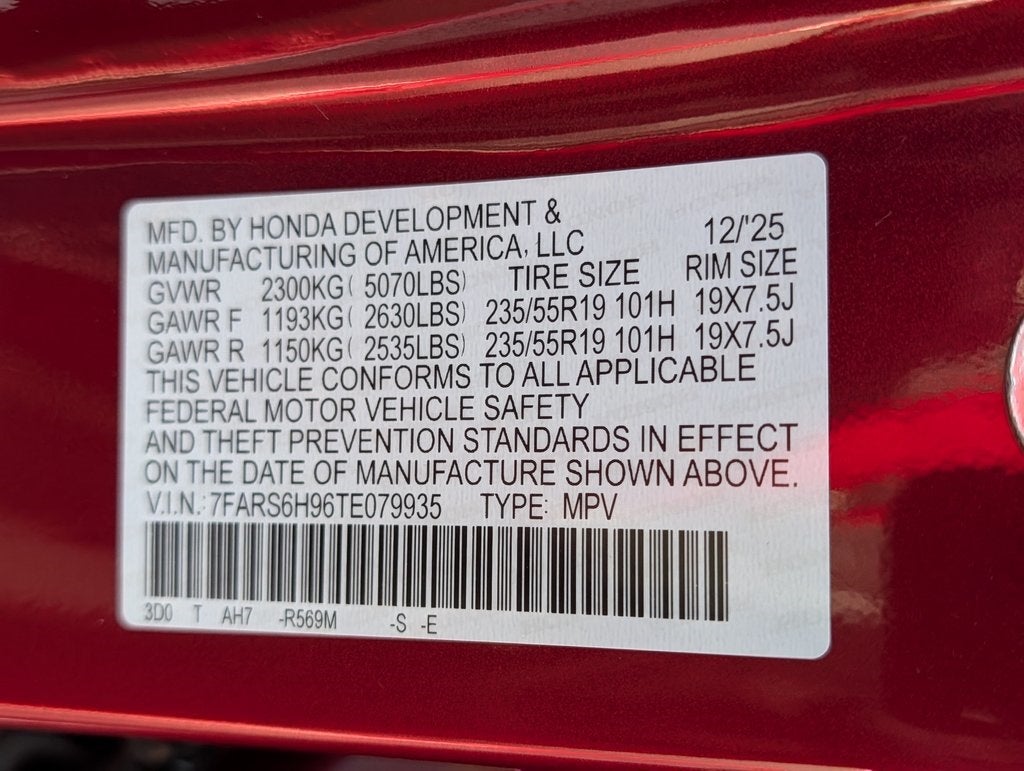 MFD. BY HONDA DEVELOPMENT &
MANUFACTURING OF AMERICA, LLC 12/'25
GVWR 2300KG( 5070LBS) TIRE SIZE RIM SIZE
GAWR F 1193KG( 2630LBS) 235/55R19 101H 19X7.5J
GAWR R 1150KG( 2535LBS) 235/55R19 101H 19X7.5J
THIS VEHICLE CONFORMS TO ALL APPLICABLE
FEDERAL MOTOR VEHICLE SAFETY
AND THEFT PREVENTION STANDARDS IN EFFECT
ON THE DATE OF MANUFACTURE SHOWN ABOVE.
V.I.N.: 7FARS6H96TE079935 TYPE: MPV
3D0 T AH7 -R569M -S -E